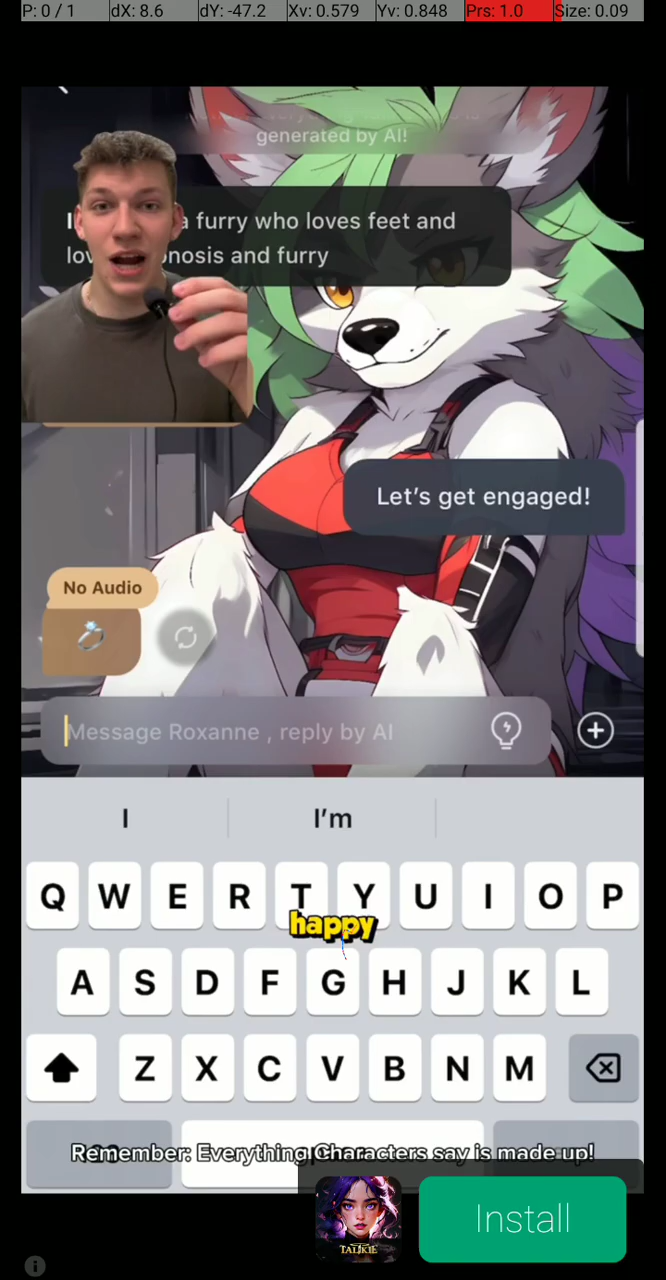 P: 0 / 1 dX: 8.6 dY: -47.2 Xv: 0.579 Yv: 0.848 Prs: 1.0 Size: 0.09
generated by AI!
a furry who loves feet and
furry
and furry
Let's get engaged!
No Audio
Message Roxanne , reply by AI
I I'm
Q W E R T Y U I O P
happy
A S D F G H J K L
Z X C V B N M
Remember: Everything Characters say is made up!
TALKIE
Install